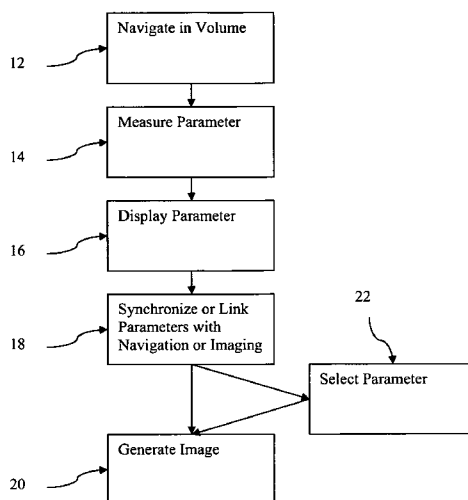 Navigate in Volume
12
Measure Parameter
14
Display Parameter
16
Synchronize or Link
Parameters with
Navigation or Imaging
18
22
Select Parameter
Generate Image
20